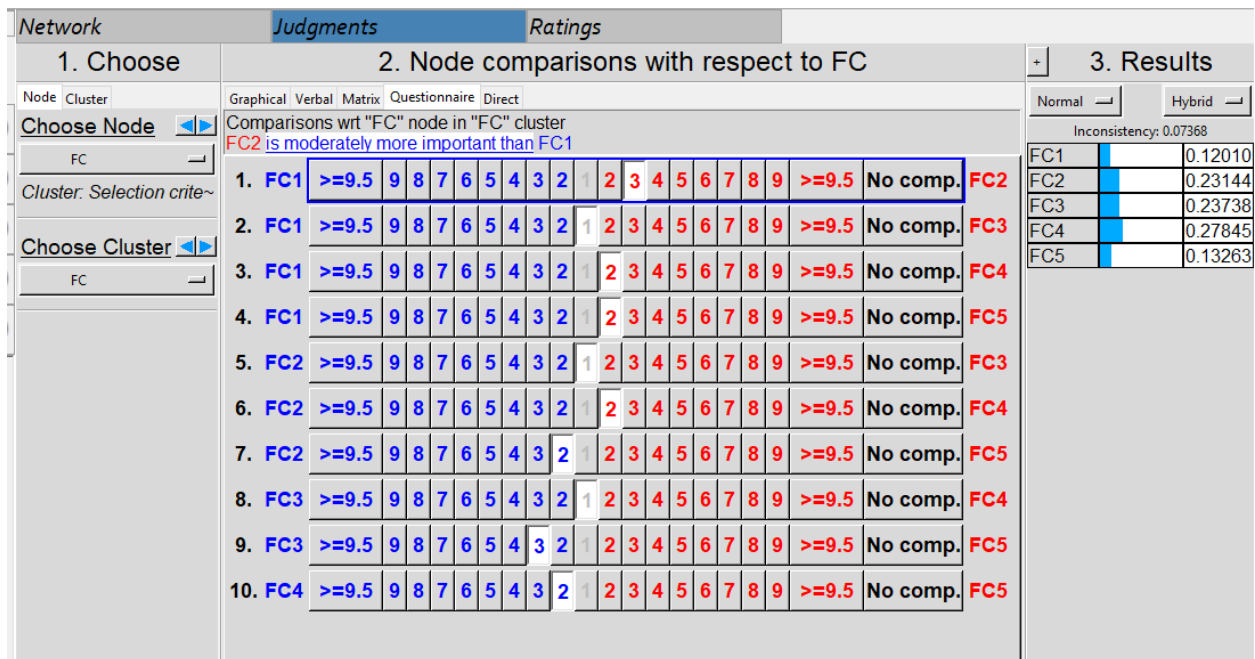 Network Judgments Ratings
1. Choose
2. Node comparisons with respect to FC
+ 3. Results
Node Cluster
Graphical Verbal Matrix Questionnaire Direct
Normal Hybrid
Choose Node
Comparisons wrt "FC" node in "FC" cluster
FC2 is moderately more important than FC1
Inconsistency: 0.07368
FC
Cluster: Selection crite~
Choose Cluster
FC
1. FC1 >=9.5 9 8 7 6 5 4 3 2 1 2 3 4 5 6 7 8 9 >=9.5 No comp. FC2
2. FC1 >=9.5 9 8 7 6 5 4 3 2 1 2 3 4 5 6 7 8 9 >=9.5 No comp. FC3
3. FC1 >=9.5 9 8 7 6 5 4 3 2 1 2 3 4 5 6 7 8 9 >=9.5 No comp. FC4
4. FC1 >=9.5 9 8 7 6 5 4 3 2 1 2 3 4 5 6 7 8 9 >=9.5 No comp. FC5
5. FC2 >=9.5 9 8 7 6 5 4 3 2 1 2 3 4 5 6 7 8 9 >=9.5 No comp. FC3
6. FC2 >=9.5 9 8 7 6 5 4 3 2 1 2 3 4 5 6 7 8 9 >=9.5 No comp. FC4
7. FC2 >=9.5 9 8 7 6 5 4 3 2 1 2 3 4 5 6 7 8 9 >=9.5 No comp. FC5
8. FC3 >=9.5 9 8 7 6 5 4 3 2 1 2 3 4 5 6 7 8 9 >=9.5 No comp. FC4
9. FC3 >=9.5 9 8 7 6 5 4 3 2 1 2 3 4 5 6 7 8 9 >=9.5 No comp. FC5
10. FC4 >=9.5 9 8 7 6 5 4 3 2 1 2 3 4 5 6 7 8 9 >=9.5 No comp. FC5
FC1 0.12010
FC2 0.23144
FC3 0.23738
FC4 0.27845
FC5 0.13263